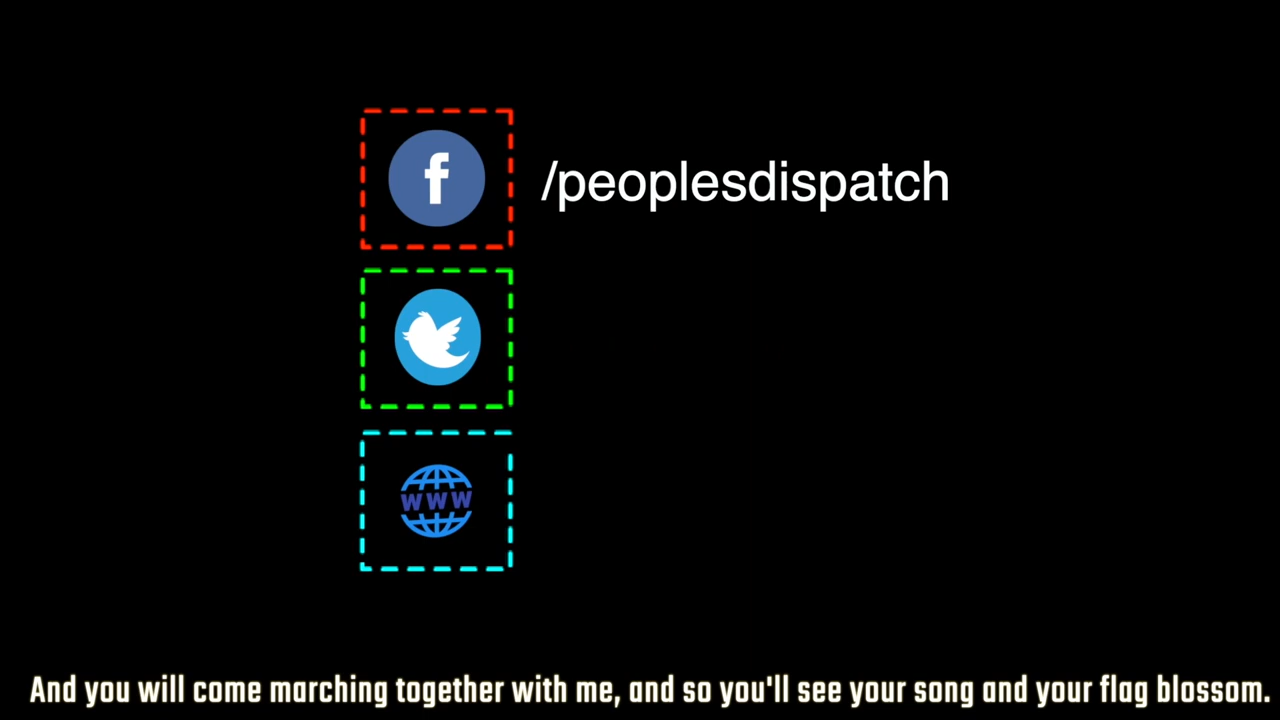 f /peoplesdispatch
WWW
And you will come marching together with me, and so you'll see your song and your flag blossom.